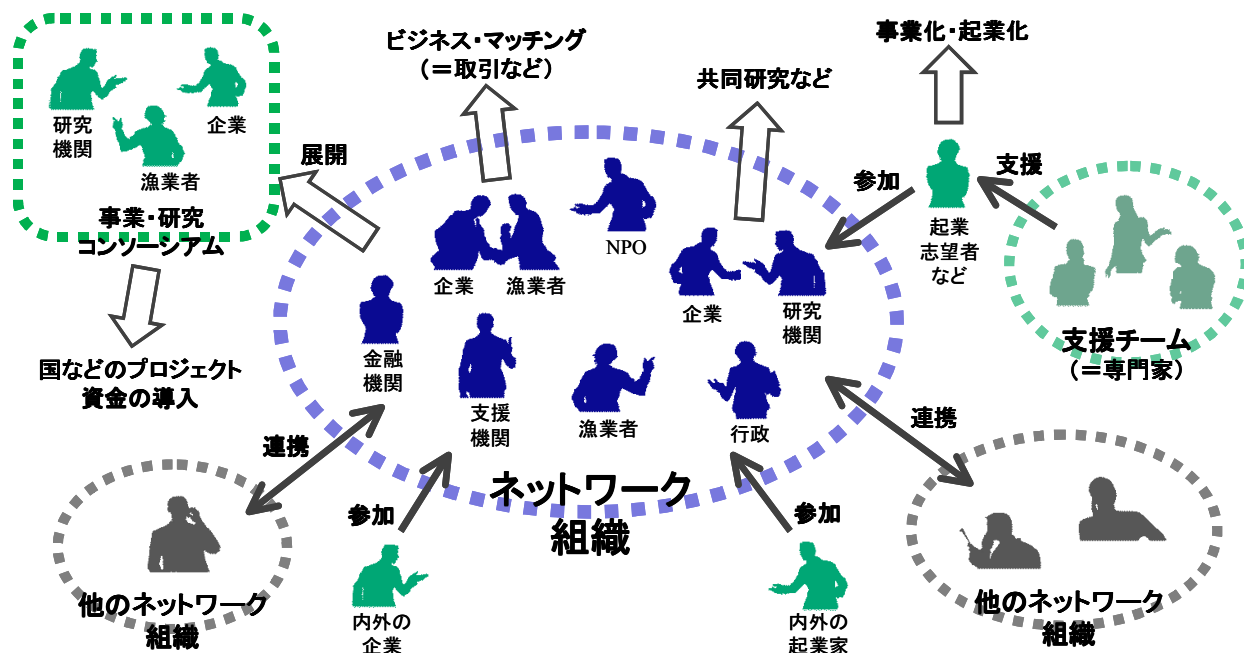 研究
機関
企業
漁業者
事業・研究
コンソーシアム
国などのプロジェクト
資金の導入
展開
ビジネス・マッチング
(=取引など)
共同研究など
事業化・起業化
NPO
企業
漁業者
企業
研究
機関
金融
機関
支援
機関
漁業者
行政
ネットワーク
組織
参加
支援
起業
志望者
など
支援チーム
(=専門家)
連携
連携
参加
参加
他のネットワーク
組織
内外の
企業
内外の
起業家
他のネットワーク
組織